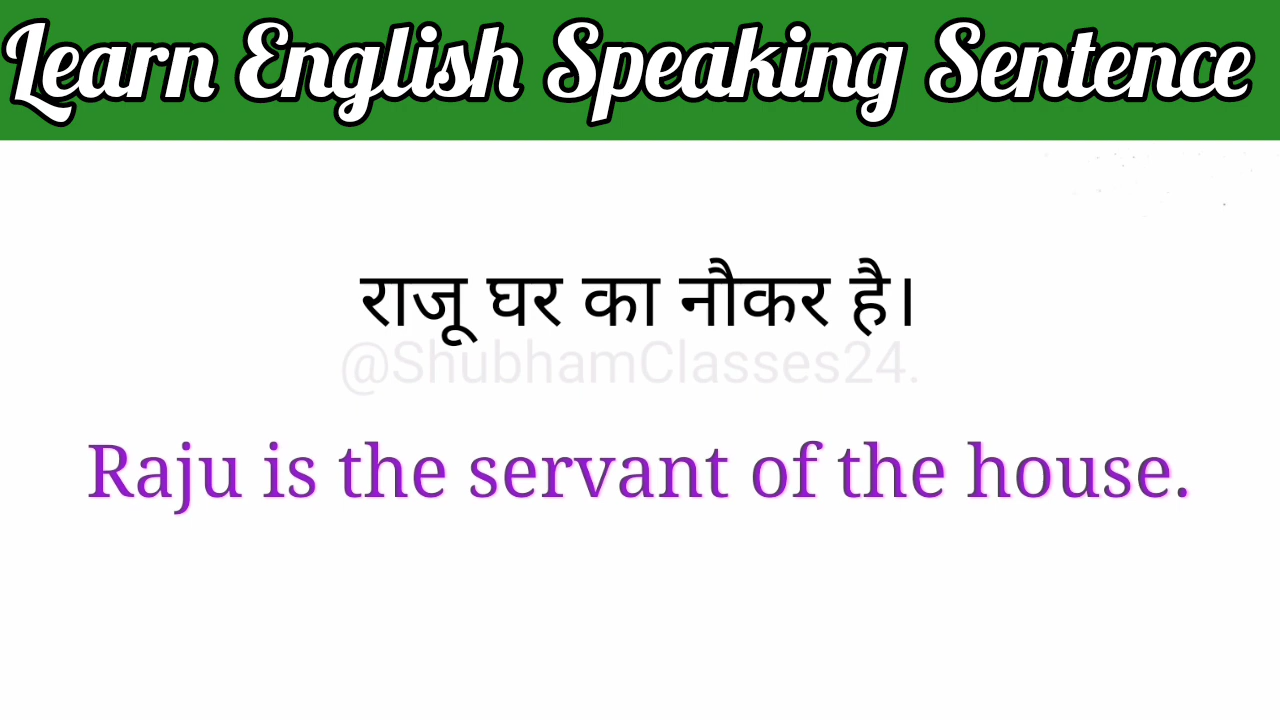 Learn English Speaking Sentence
राजू घर का नौकर है।
@ShubhamClasses24.
Raju is the servant of the house.